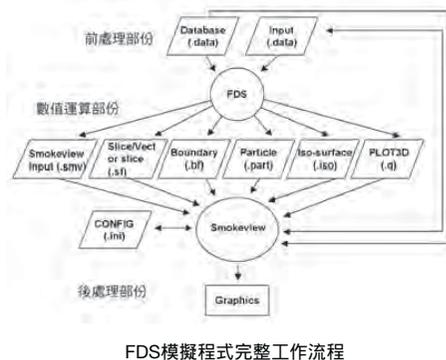 前處理部份
Database
(.data)
Input
(.data)
FDS
數值運算部份
Smokeview
Input (.smv)
Slice/Vect
or slice
(.sf)
Boundary
(.bf)
Particle
(.part)
Iso-surface
(.iso)
PLOT3D
(.q)
CONFIG
(.ini)
Smokeview
後處理部份
Graphics
FDS模擬程式完整工作流程